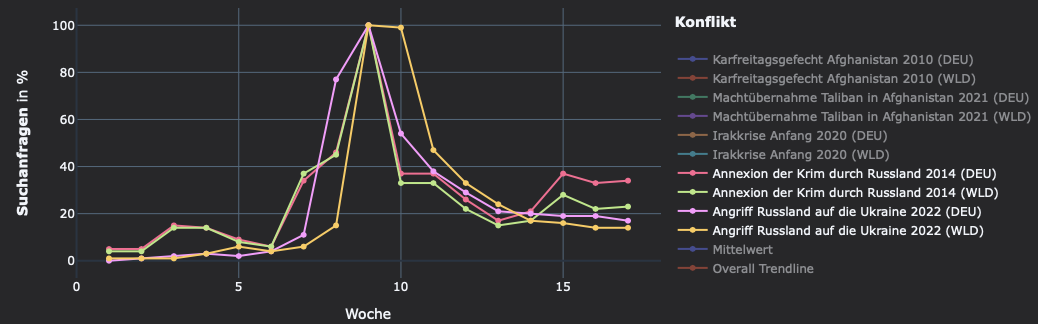 Konflikt
100
80
60
40
20
0
Suchanfragen in %
0
5
10
15
Woche
Karfreitagsgefecht Afghanistan 2010 (DEU)
Karfreitagsgefecht Afghanistan 2010 (WLD)
Machtübernahme Taliban in Afghanistan 2021 (DEU)
Machtübernahme Taliban in Afghanistan 2021 (WLD)
Irakkrise Anfang 2020 (DEU)
Irakkrise Anfang 2020 (WLD)
Annexion der Krim durch Russland 2014 (DEU)
Annexion der Krim durch Russland 2014 (WLD)
Angriff Russland auf die Ukraine 2022 (DEU)
Angriff Russland auf die Ukraine 2022 (WLD)
Mittelwert
Overall Trendline